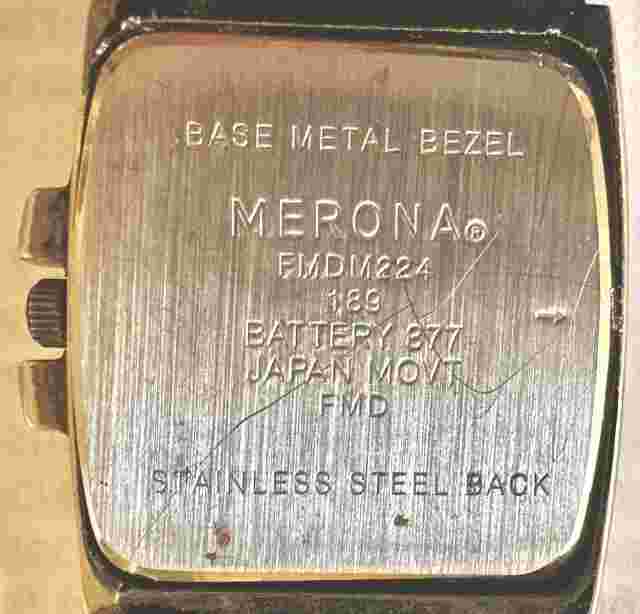 BASE METAL BEZEL
MERONA®
FMDM224
189
BATTERY 377
JAPAN MOVT
FMD
STAINLESS STEEL BACK